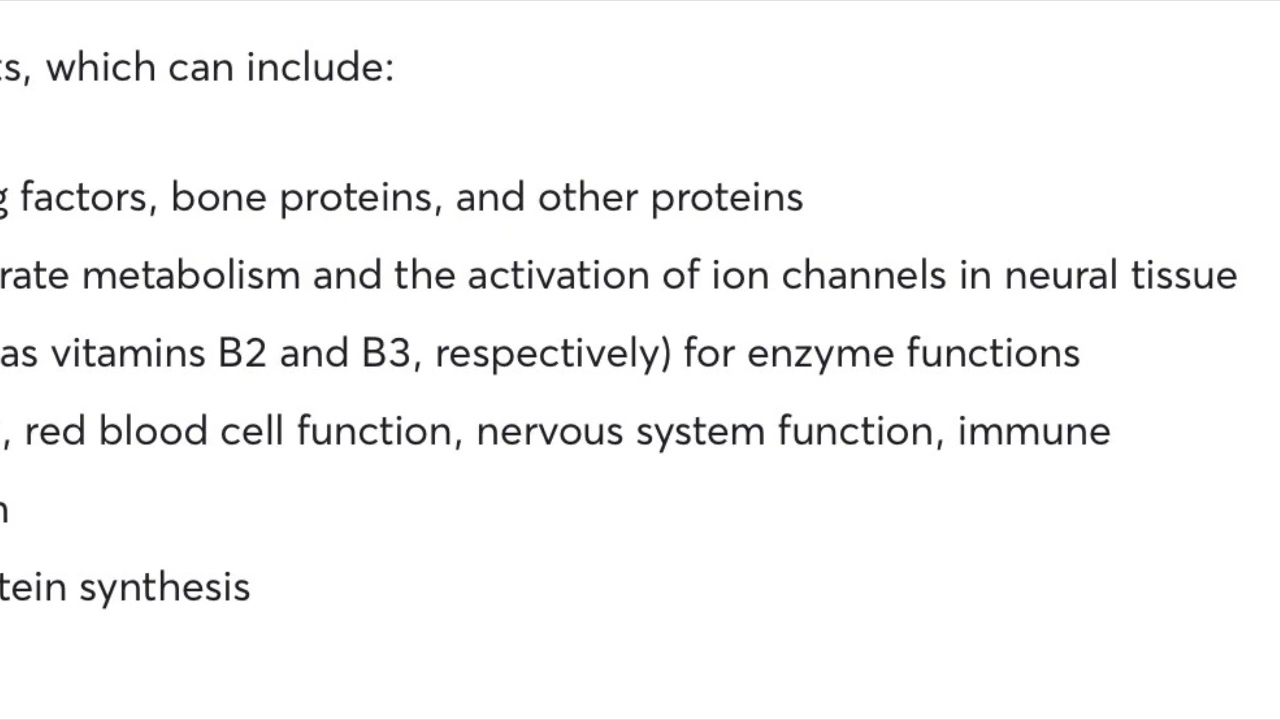 s, which can include:
factors, bone proteins, and other proteins
rate metabolism and the activation of ion channels in neural tissue
as vitamins B2 and B3, respectively) for enzyme functions
, red blood cell function, nervous system function, immune
tein synthesis